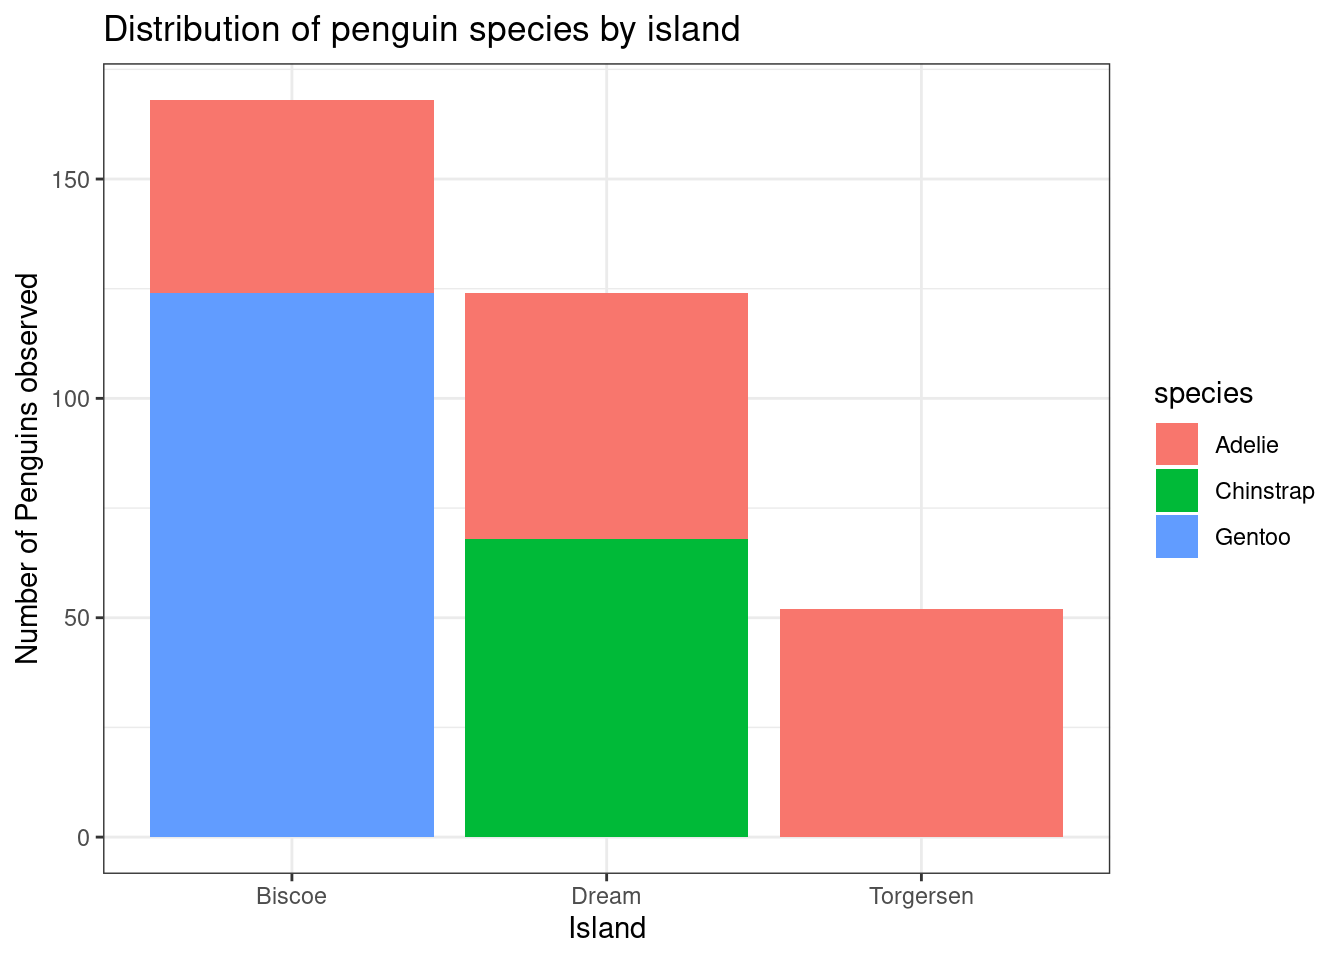 Distribution of penguin species by island
Number of Penguins observed
150
100
50
0
Biscoe
Dream
Torgersen
Island
species
Adelie
Chinstrap
Gentoo